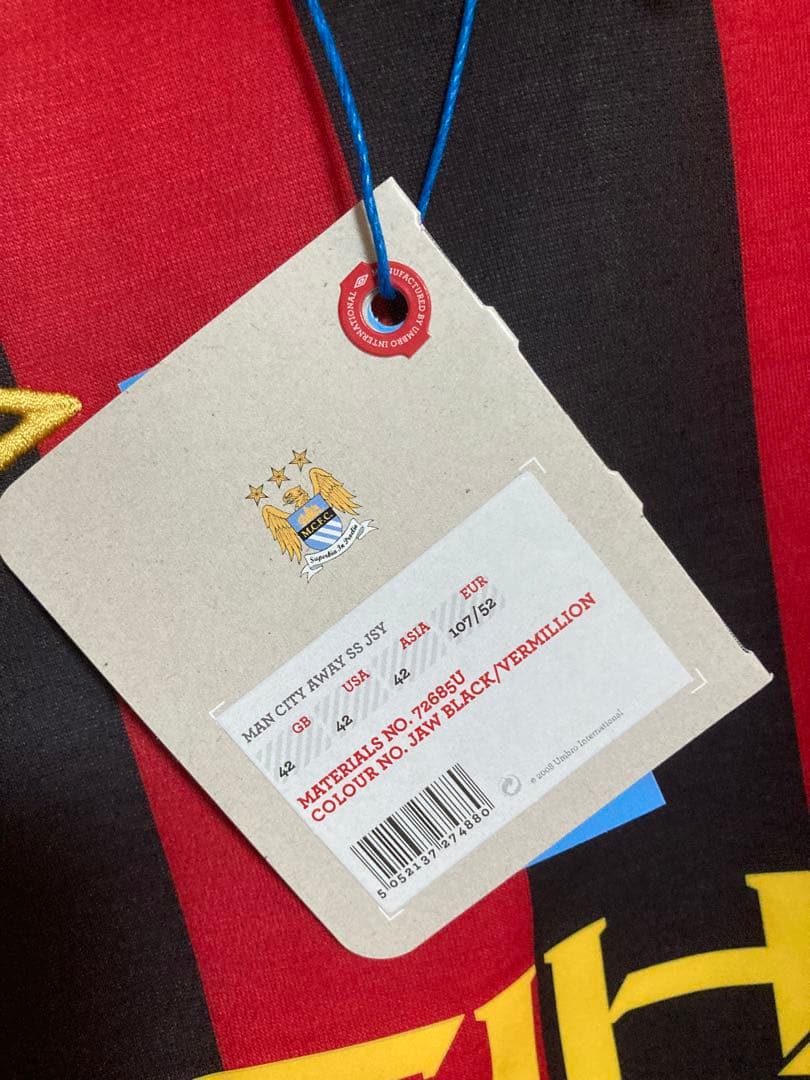 MANUFACTURED BY UMBRO INTERNATIONAL
M.C.F.C.
Superbia In Proelia
MAN CITY AWAY SS JSY
GB USA ASIA EUR
42 42 42 107/52
MATERIALS NO. 72685U
COLOUR NO. JAW BLACK/VERMILLION
5 052137 274880
© 2008 Umbro International